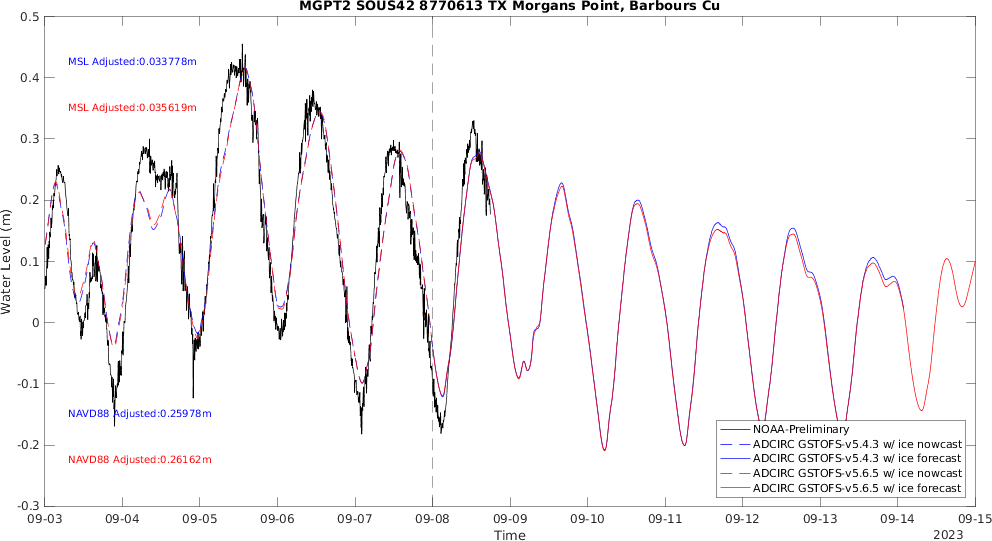 MGPT2 SOUS42 8770613 TX Morgans Point, Barbours Cu
0.5
0.4
0.3
0.2
0.1
0
-0.1
-0.2
-0.3
Water Level (m)
MSL Adjusted:0.033778m
MSL Adjusted:0.035619m
NAVD88 Adjusted:0.25978m
NAVD88 Adjusted:0.26162m
NOAA-Preliminary
ADCIRC GSTOFS-v5.4.3 w/ ice nowcast
ADCIRC GSTOFS-v5.4.3 w/ ice forecast
ADCIRC GSTOFS-v5.6.5 w/ ice nowcast
ADCIRC GSTOFS-v5.6.5 w/ ice forecast
09-03 09-04 09-05 09-06 09-07 09-08 09-09 09-10 09-11 09-12 09-13 09-14 09-15
Time
2023